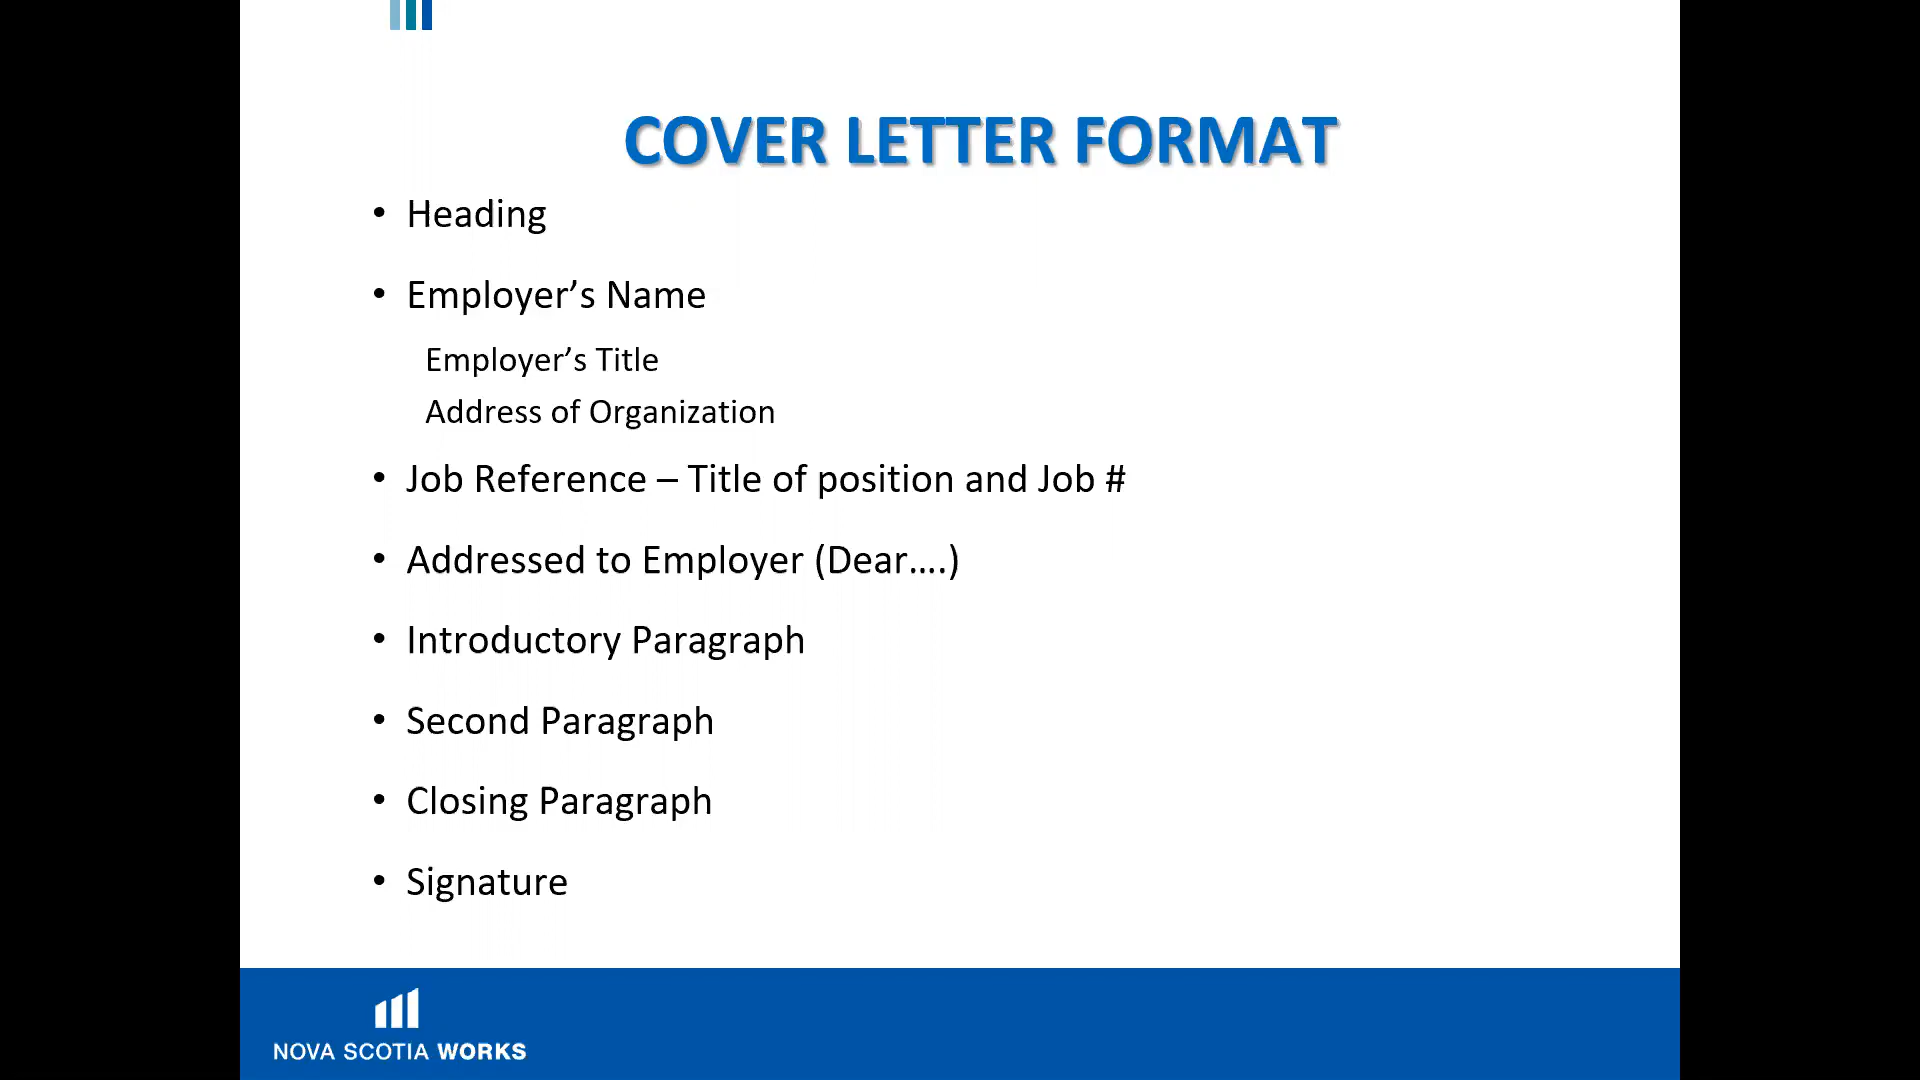 COVER LETTER FORMAT
• Heading
• Employer’s Name
Employer’s Title
Address of Organization
• Job Reference – Title of position and Job #
• Addressed to Employer (Dear….)
• Introductory Paragraph
• Second Paragraph
• Closing Paragraph
• Signature
NOVA SCOTIA WORKS